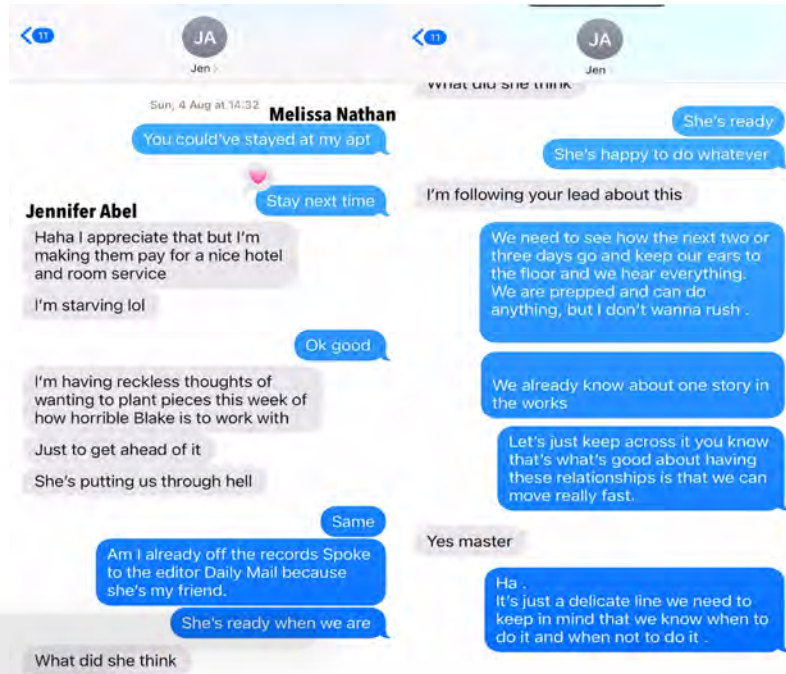 11
JA
Jen
Sun, 4 Aug at 14:32
Melissa Nathan
You could've stayed at my apt
Stay next time
Jennifer Abel
Haha I appreciate that but I'm
making them pay for a nice hotel
and room service
I'm starving lol
Ok good
I'm having reckless thoughts of
wanting to plant pieces this week of
how horrible Blake is to work with
Just to get ahead of it
She's putting us through hell
Same
Am I already off the records Spoke
to the editor Daily Mail because
she's my friend.
She's ready when we are
What did she think
11
JA
Jen
What did she think
She's ready
She's happy to do whatever
I'm following your lead about this
We need to see how the next two or
three days go and keep our ears to
the floor and we hear everything.
We are prepped and can do
anything, but I don't wanna rush .
We already know about one story in
the works
Let's just keep across it you know
that's what's good about having
these relationships is that we can
move really fast.
Yes master
Ha .
It's just a delicate line we need to
keep in mind that we know when to
do it and when not to do it .